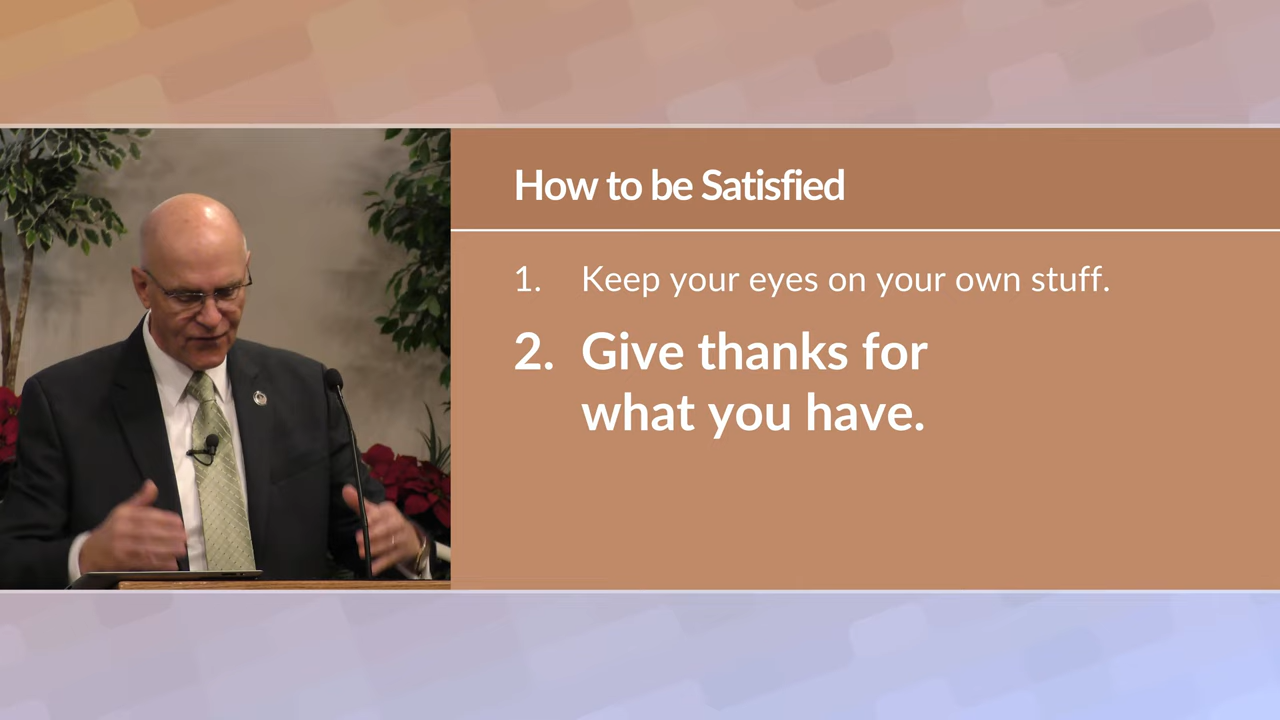 How to be Satisfied
1. Keep your eyes on your own stuff.
2. Give thanks for
what you have.